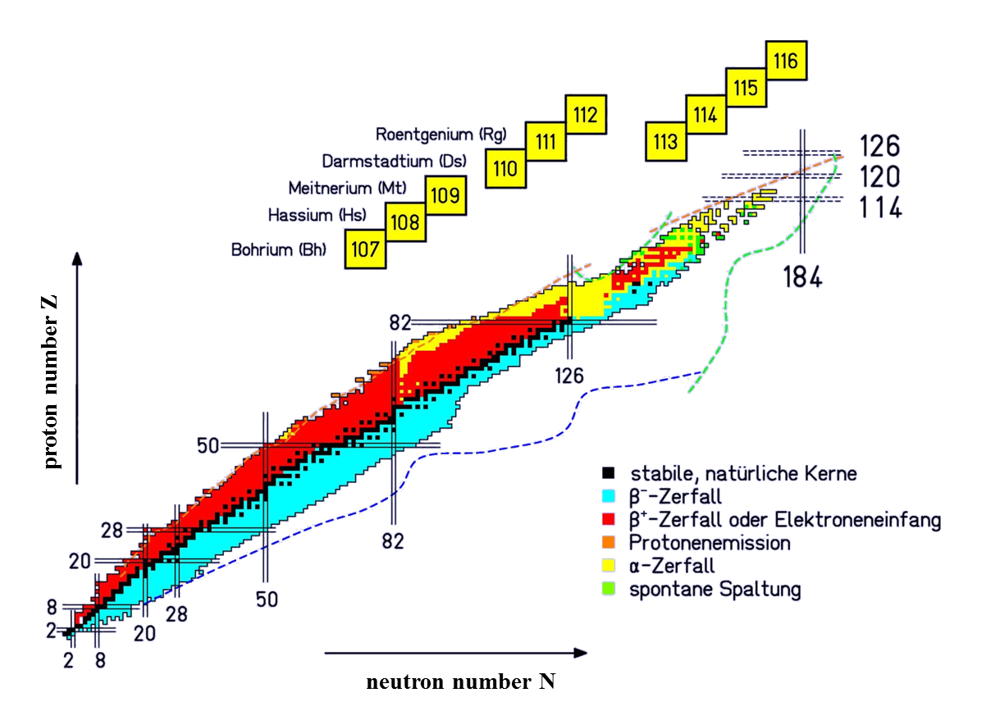 116
115
112
114
Roentgenium (Rg)
111
113
126
Darmstadtium (Ds)
110
120
Meitnerium (Mt)
109
114
Hassium (Hs)
108
Bohrium (Bh)
107
184
82
proton number Z
126
50
stabile, natürliche Kerne
β⁻-Zerfall
β⁺-Zerfall oder Elektroneneinfang
Protonenemission
α-Zerfall
spontane Spaltung
28
82
20
50
8
28
2
20
2
8
neutron number N